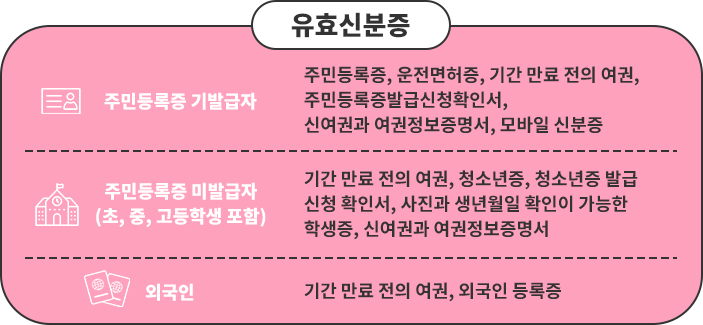 유효신분증
주민등록증 기발급자
주민등록증, 운전면허증, 기간 만료 전의 여권,
주민등록증발급신청확인서,
신여권과 여권정보증명서, 모바일 신분증
주민등록증 미발급자
(초, 중, 고등학생 포함)
기간 만료 전의 여권, 청소년증, 청소년증 발급
신청 확인서, 사진과 생년월일 확인이 가능한
학생증, 신여권과 여권정보증명서
외국인
기간 만료 전의 여권, 외국인 등록증